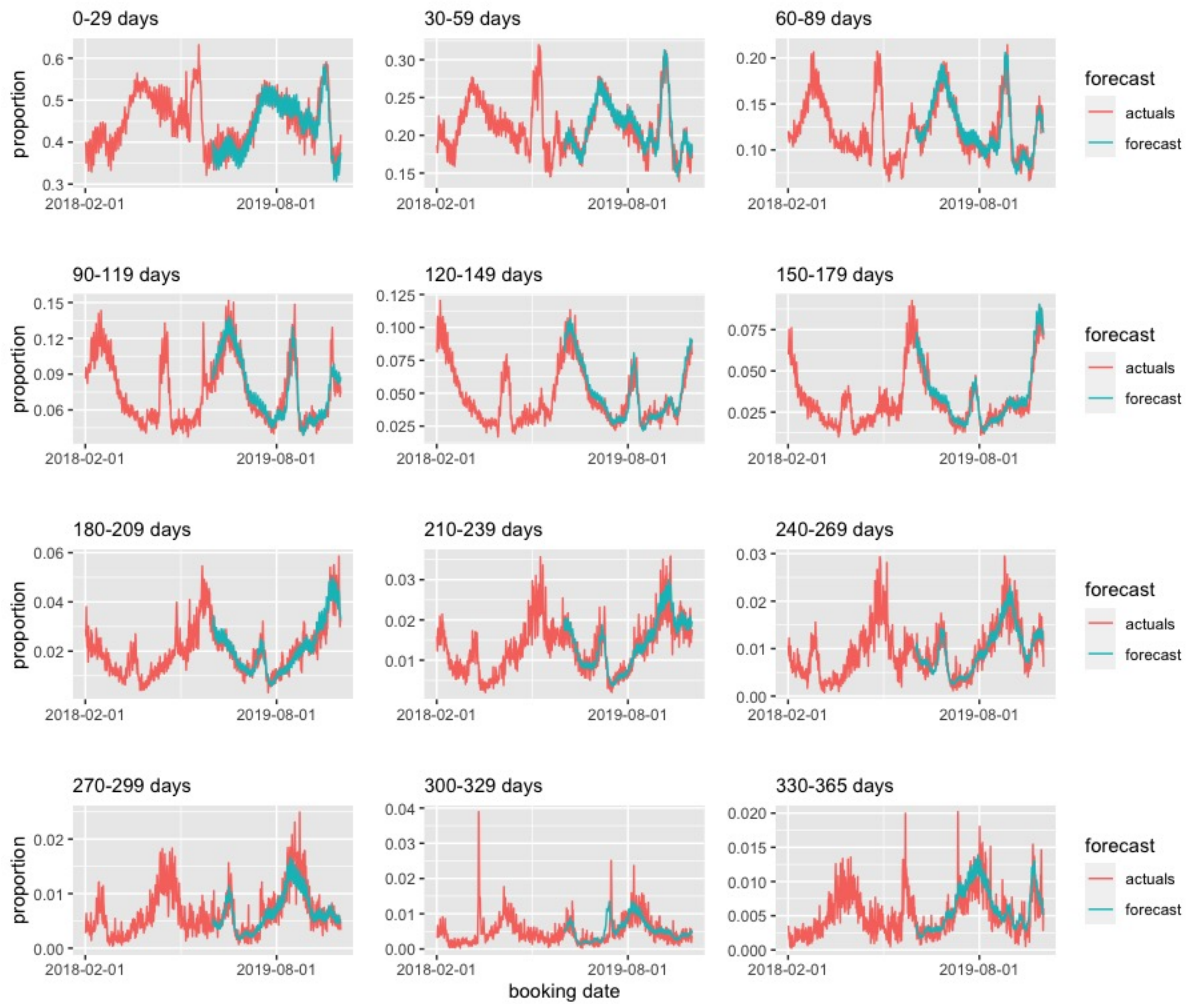 0-29 days
30-59 days
60-89 days
0.6
0.5
0.4
0.3
proportion
2018-02-01
2019-08-01
0.30
0.25
0.20
0.15
2018-02-01
2019-08-01
0.20
0.15
0.10
2018-02-01
2019-08-01
forecast
actuals
forecast
90-119 days
120-149 days
150-179 days
0.15
0.12
0.09
0.06
proportion
2018-02-01
2019-08-01
0.125
0.100
0.075
0.050
0.025
2018-02-01
2019-08-01
0.075
0.050
0.025
2018-02-01
2019-08-01
forecast
actuals
forecast
180-209 days
210-239 days
240-269 days
0.06
0.04
0.02
proportion
2018-02-01
2019-08-01
0.03
0.02
0.01
2018-02-01
2019-08-01
0.03
0.02
0.01
0.00
2018-02-01
2019-08-01
forecast
actuals
forecast
270-299 days
300-329 days
330-365 days
0.02
0.01
0.00
proportion
2018-02-01
2019-08-01
0.04
0.03
0.02
0.01
0.00
2018-02-01
2019-08-01
0.020
0.015
0.010
0.005
0.000
2018-02-01
2019-08-01
forecast
actuals
forecast
booking date